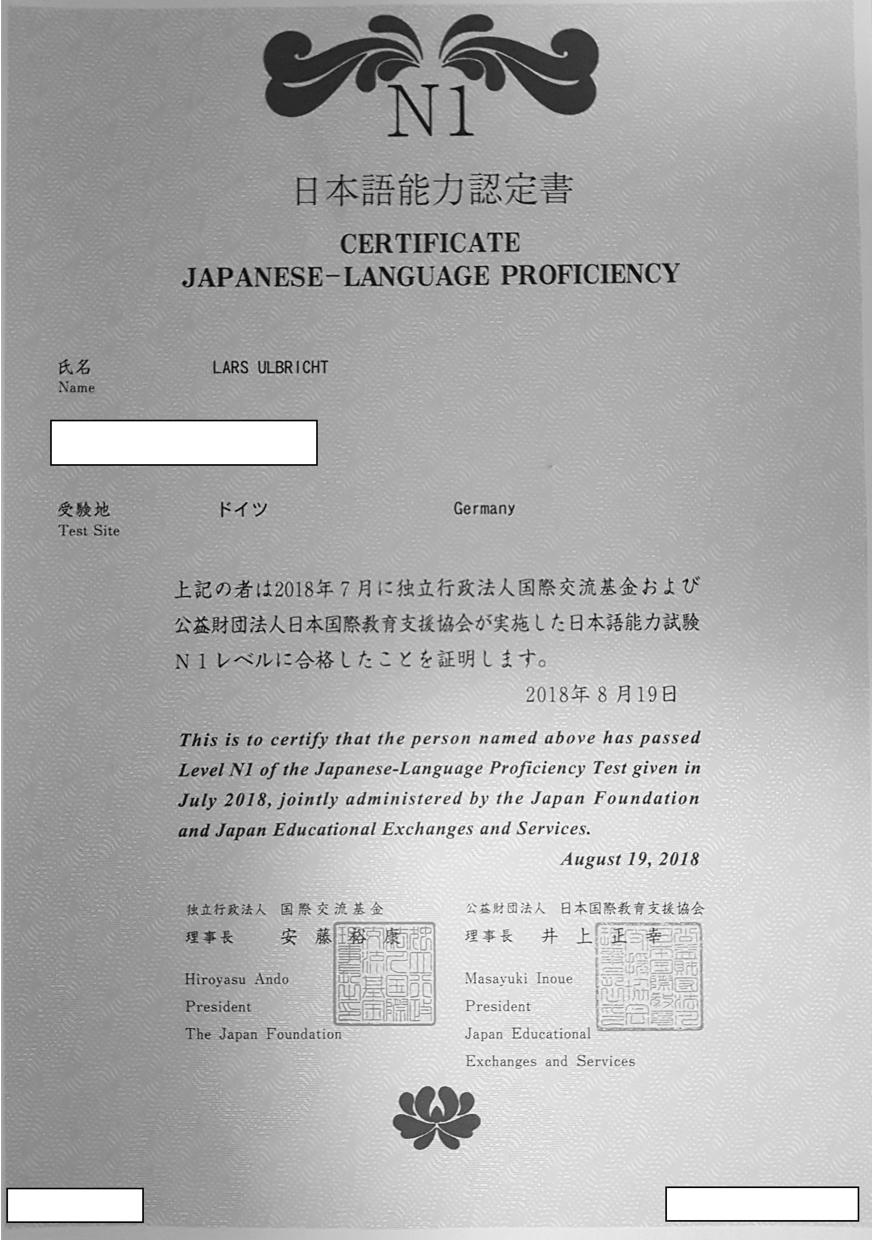 N1
日本語能力認定書
CERTIFICATE
JAPANESE-LANGUAGE PROFICIENCY
氏名 LARS ULBRICHT
Name
受験地 ドイツ Germany
Test Site
上記の者は2018年7月に独立行政法人国際交流基金および
公益財団法人日本国際教育支援協会が実施した日本語能力試験
N1レベルに合格したことを証明します。
2018年8月19日
This is to certify that the person named above has passed
Level N1 of the Japanese-Language Proficiency Test given in
July 2018, jointly administered by the Japan Foundation
and Japan Educational Exchanges and Services.
August 19, 2018
独立行政法人 国際交流基金
理事長 安藤裕康
Hiroyasu Ando
President
The Japan Foundation
公益財団法人 日本国際教育支援協会
理事長 井上正幸
Masayuki Inoue
President
Japan Educational
Exchanges and Services